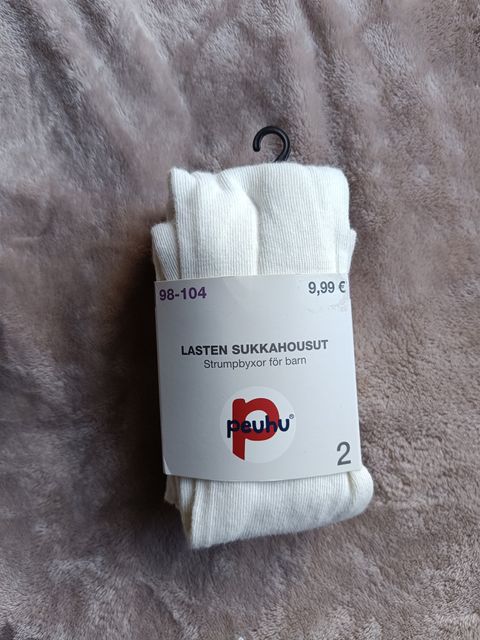 98-104
9,99 €
LASTEN SUKKAHOUSUT
Strumpbyxor för barn
peuhu®
2